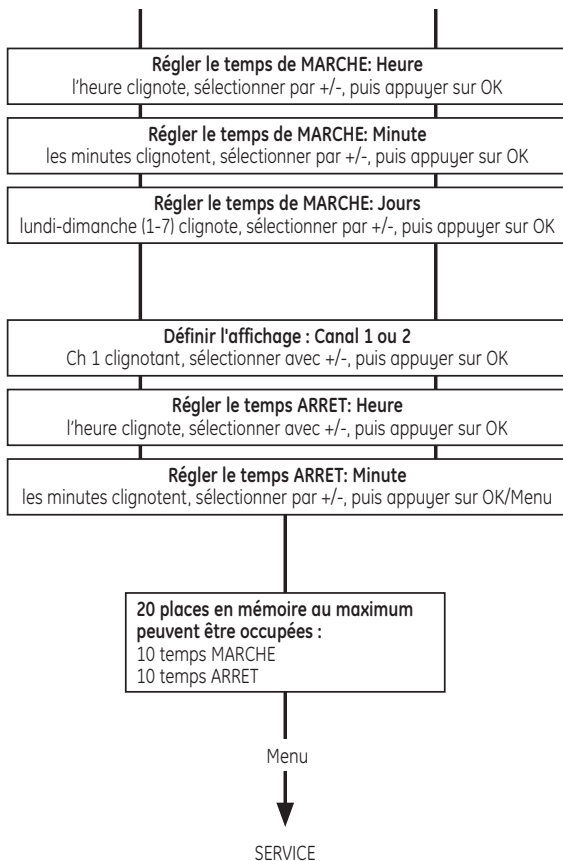 Régler le temps de MARCHE: Heure
l'heure clignote, sélectionner par +/-, puis appuyer sur OK
Régler le temps de MARCHE: Minute
les minutes clignotent, sélectionner par +/-, puis appuyer sur OK
Régler le temps de MARCHE: Jours
lundi-dimanche (1-7) clignote, sélectionner par +/-, puis appuyer sur OK
Définir l'affichage : Canal 1 ou 2
Ch 1 clignotant, sélectionner avec +/-, puis appuyer sur OK
Régler le temps ARRET: Heure
l'heure clignote, sélectionner avec +/-, puis appuyer sur OK
Régler le temps ARRET: Minute
les minutes clignotent, sélectionner par +/-, puis appuyer sur OK/Menu
20 places en mémoire au maximum
peuvent être occupées :
10 temps MARCHE
10 temps ARRET
Menu
SERVICE